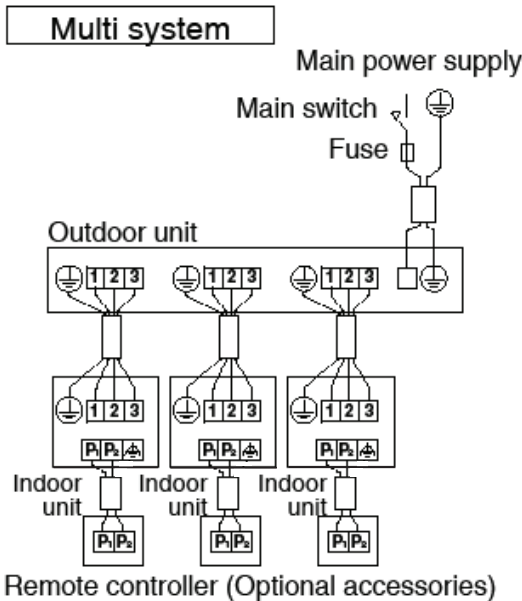 Multi system
Main power supply
Main switch
Fuse
Outdoor unit
1 2 3 1 2 3 1 2 3
1 2 3 1 2 3 1 2 3
P₁ P₂ P₁ P₂ P₁ P₂
Indoor unit Indoor unit Indoor unit
P₁ P₂ P₁ P₂ P₁ P₂
Remote controller (Optional accessories)